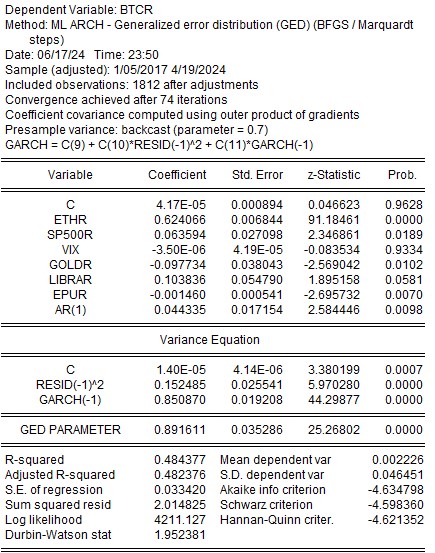 Dependent Variable: BTCR
Method: ML ARCH - Generalized error distribution (GED) (BFGS / Marquardt
steps)
Date: 06/17/24 Time: 23:50
Sample (adjusted): 1/05/2017 4/19/2024
Included observations: 1812 after adjustments
Convergence achieved after 74 iterations
Coefficient covariance computed using outer product of gradients
Presample variance: backcast (parameter = 0.7)
GARCH = C(9) + C(10)*RESID(-1)^2 + C(11)*GARCH(-1)
Variable Coefficient Std. Error z-Statistic Prob.
C 4.17E-05 0.000894 0.046623 0.9628
ETHR 0.624066 0.006844 91.18461 0.0000
SP500R 0.063594 0.027098 2.346861 0.0189
VIX -3.50E-06 4.19E-05 -0.083534 0.9334
GOLDR -0.097734 0.038043 -2.569042 0.0102
LIBRAR 0.103836 0.054790 1.895158 0.0581
EPUR -0.001460 0.000541 -2.695732 0.0070
AR(1) 0.044335 0.017154 2.584446 0.0098
Variance Equation
C 1.40E-05 4.14E-06 3.380199 0.0007
RESID(-1)^2 0.152485 0.025541 5.970280 0.0000
GARCH(-1) 0.850870 0.019208 44.29877 0.0000
GED PARAMETER 0.891611 0.035286 25.26802 0.0000
R-squared 0.484377 Mean dependent var 0.002226
Adjusted R-squared 0.482376 S.D. dependent var 0.046451
S.E. of regression 0.033420 Akaike info criterion -4.634798
Sum squared resid 2.014825 Schwarz criterion -4.598360
Log likelihood 4211.127 Hannan-Quinn criter. -4.621352
Durbin-Watson stat 1.952381